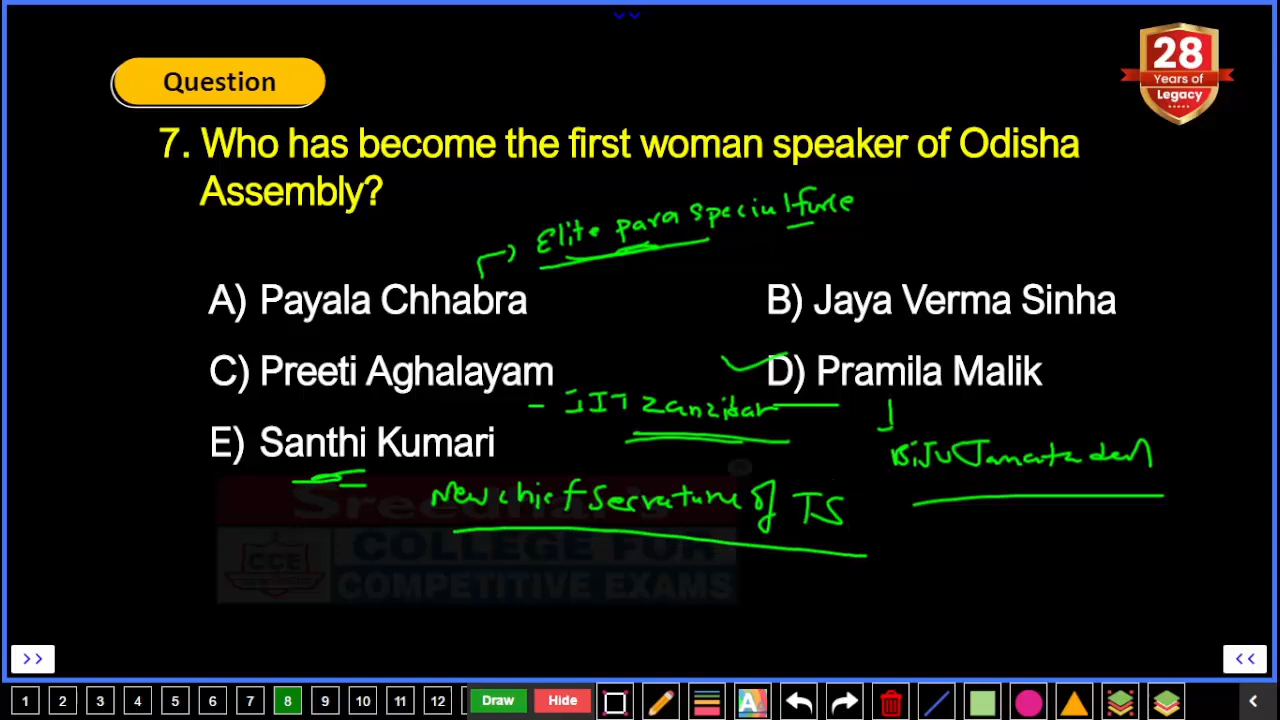 28
Years of
Legacy
Question
7. Who has become the first woman speaker of Odisha
Assembly?
Elite para special force
A) Payala Chhabra
B) Jaya Verma Sinha
C) Preeti Aghalayam
D) Pramila Malik
- IIT Zanzibar
E) Santhi Kumari
Biju Janata dal
New chief Secrature of TS
Sreedhar's
CCE
COLLEGE FOR
COMPETITIVE EXAMS
>>
<<
1 2 3 4 5 6 7 8 9 10 11 12 Draw Hide A <